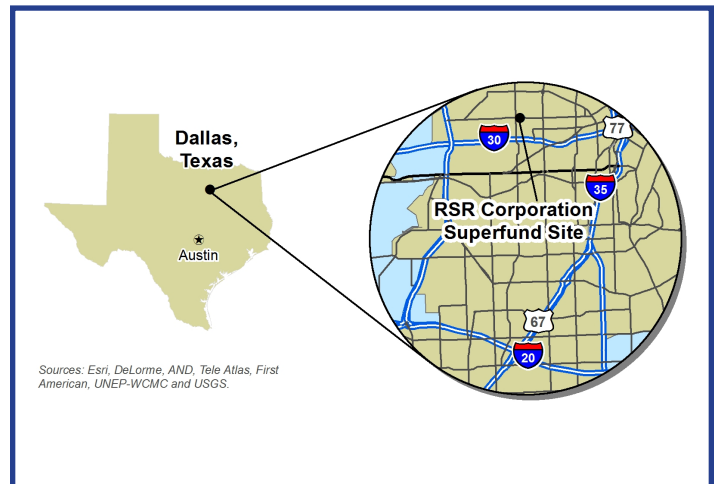 Dallas,
Texas
Austin
30
77
35
RSR Corporation
Superfund Site
67
20
Sources: Esri, DeLorme, AND, Tele Atlas, First
American, UNEP-WCMC and USGS.